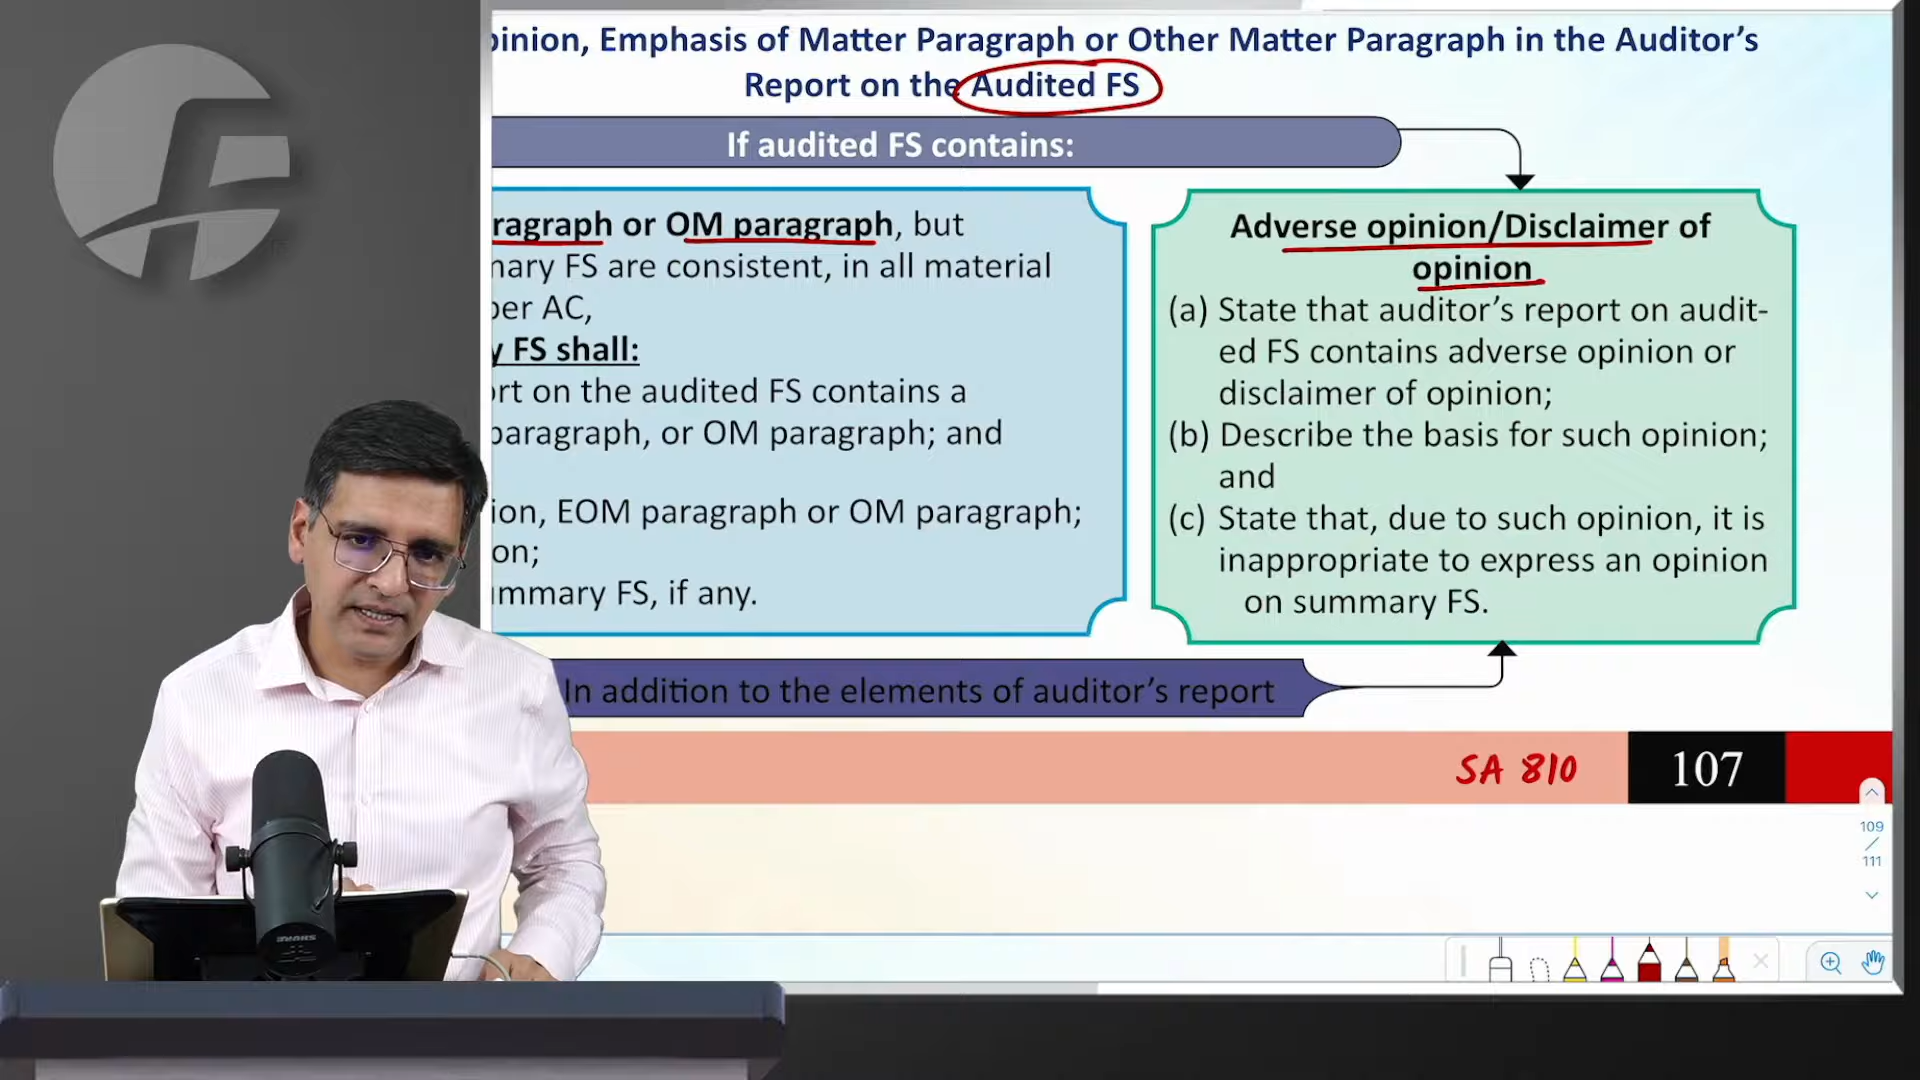 pinion, Emphasis of Matter Paragraph or Other Matter Paragraph in the Auditor’s
Report on the Audited FS
If audited FS contains:
ragraph or OM paragraph, but
nary FS are consistent, in all material
per AC,
y FS shall:
ort on the audited FS contains a
paragraph, or OM paragraph; and
ion, EOM paragraph or OM paragraph;
on;
mmary FS, if any.
Adverse opinion/Disclaimer of
opinion
(a) State that auditor’s report on audit-
ed FS contains adverse opinion or
disclaimer of opinion;
(b) Describe the basis for such opinion;
and
(c) State that, due to such opinion, it is
inappropriate to express an opinion
on summary FS.
In addition to the elements of auditor’s report
SA 810
107
109
/
111
SHURE